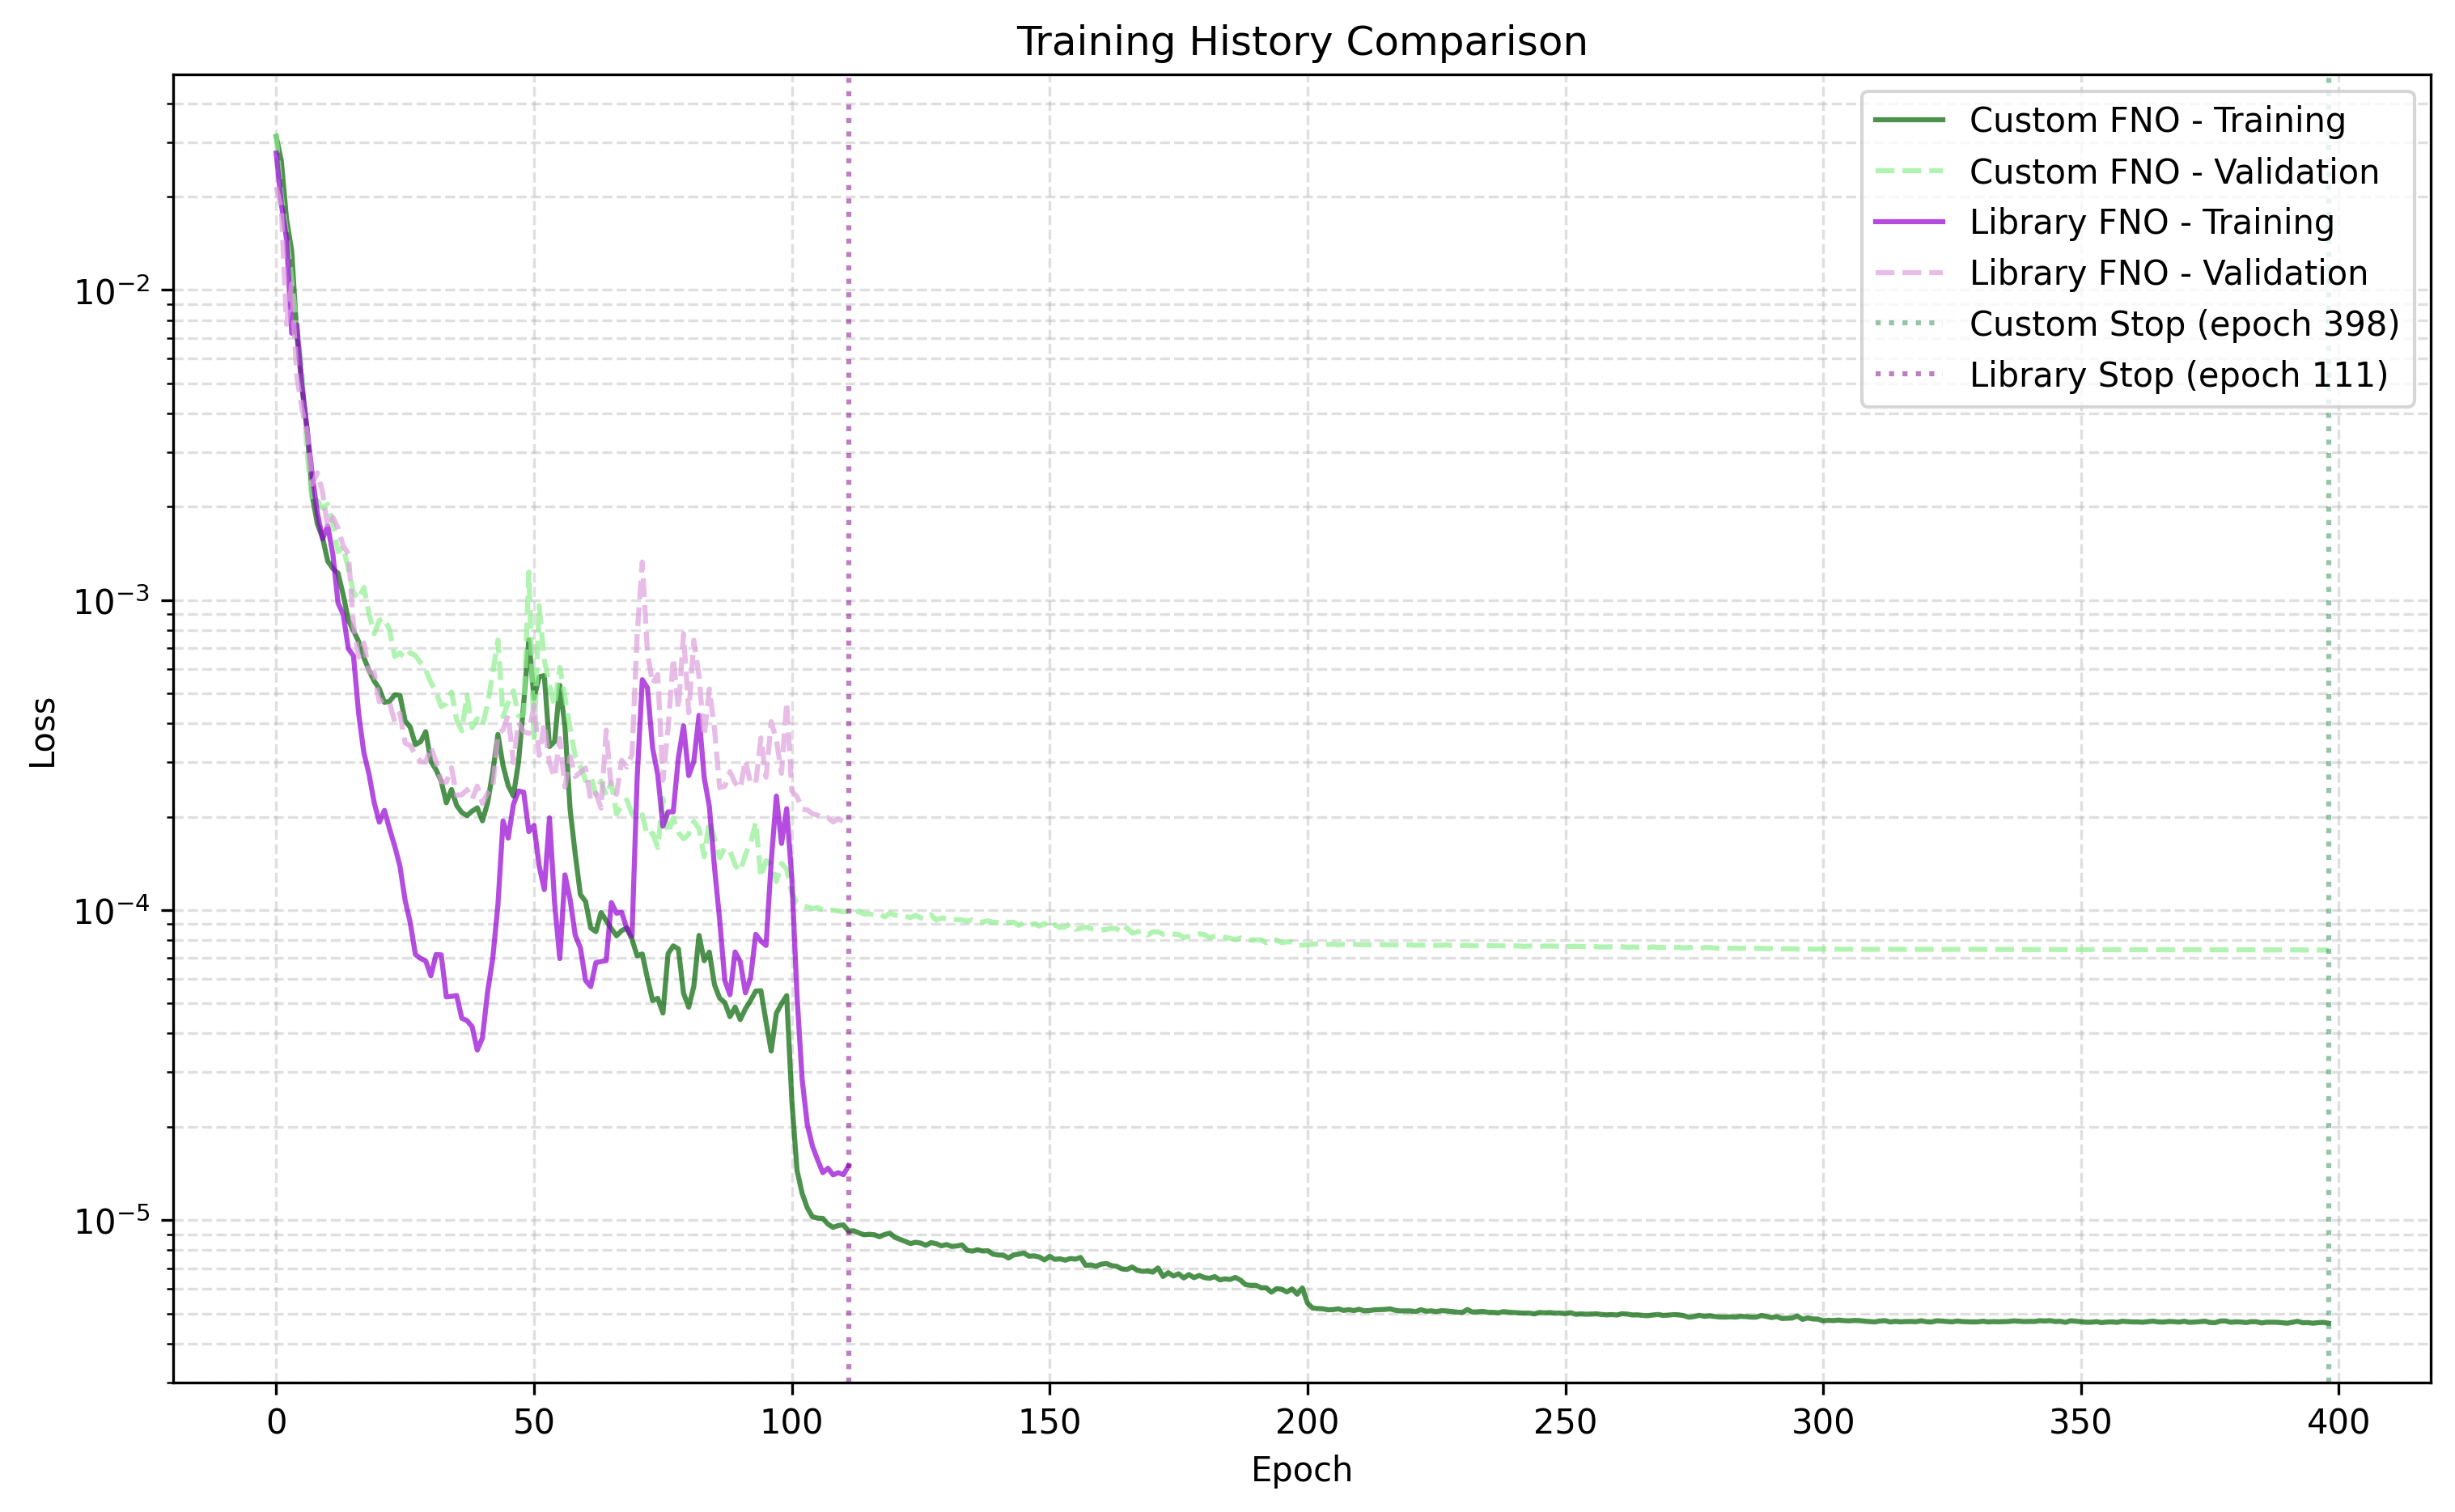 Training History Comparison
Custom FNO - Training
Custom FNO - Validation
Library FNO - Training
Library FNO - Validation
Custom Stop (epoch 398)
Library Stop (epoch 111)
Loss
10⁻²
10⁻³
10⁻⁴
10⁻⁵
0 50 100 150 200 250 300 350 400
Epoch